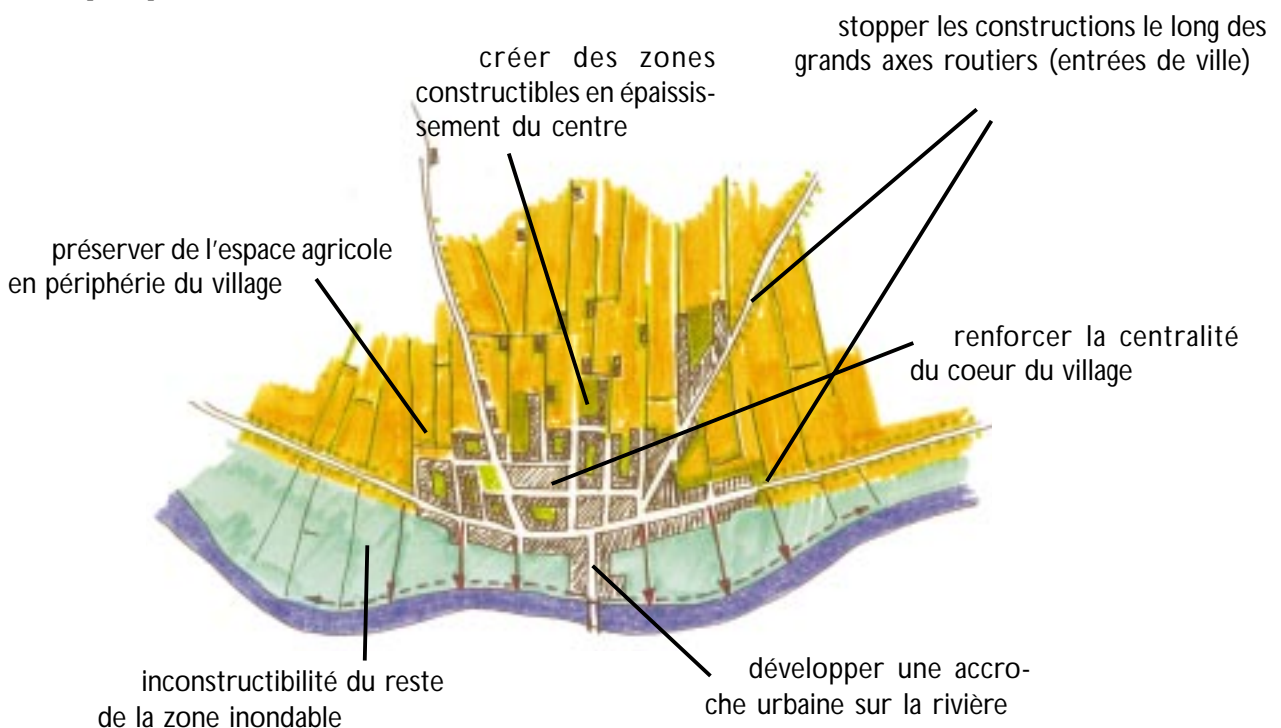 stopper les constructions le long des
grands axes routiers (entrées de ville)
créer des zones
constructibles en épaissis-
sement du centre
préserver de l'espace agricole
en périphérie du village
renforcer la centralité
du coeur du village
inconstructibilité du reste
de la zone inondable
développer une accro-
che urbaine sur la rivière